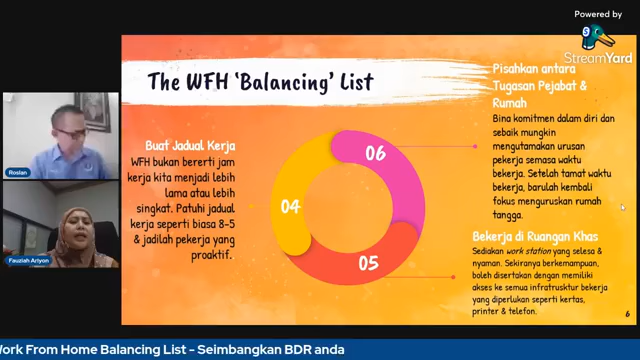 Powered by
StreamYard
The WFH ‘Balancing’ List
Roslan
Fauziah Ariyon
Buat Jadual Kerja
WFH bukan bererti jam
kerja kita menjadi lebih
lama atau lebih
singkat. Patuhi jadual
kerja seperti biasa 8-5
& jadilah pekerja yang
proaktif.
04
05
06
Pisahkan antara
Tugasan Pejabat &
Rumah
Bina komitmen dalam diri dan
sebaik mungkin
mengutamakan urusan
pekerja semasa waktu
bekerja. Setelah tamat waktu
bekerja, barulah kembali
fokus menguruskan rumah
tangga.
Bekerja di Ruangan Khas
Sediakan work station yang selesa &
nyaman. Sekiranya berkemampuan,
boleh disertakan dengan memiliki
akses ke semua infratsruktur bekerja
yang diperlukan seperti kertas,
printer & telefon.
6
Work From Home Balancing List - Seimbangkan BDR anda